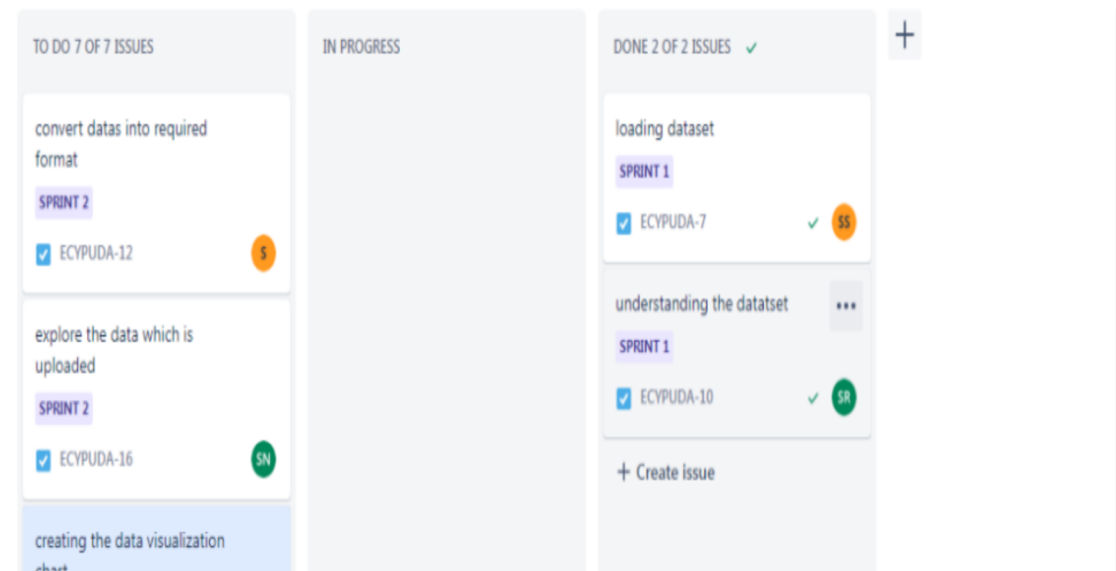 TO DO 7 OF 7 ISSUES
convert datas into required
format
SPRINT 2
ECYPUDA-12
S
explore the data which is
uploaded
SPRINT 2
ECYPUDA-16
SN
creating the data visualization
chart
IN PROGRESS
DONE 2 OF 2 ISSUES
loading dataset
SPRINT 1
ECYPUDA-7
SS
understanding the datatset
SPRINT 1
ECYPUDA-10
SR
+ Create issue